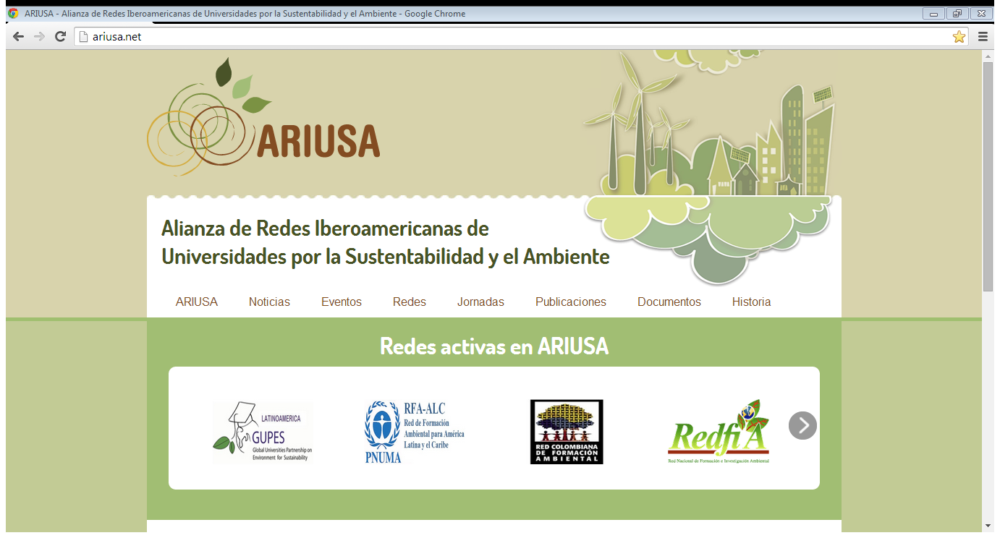 ARIUSA - Alianza de Redes Iberoamericanas de Universidades por la Sustentabilidad y el Ambiente - Google Chrome
ariusa.net
ARIUSA
Alianza de Redes Iberoamericanas de
Universidades por la Sustentabilidad y el Ambiente
ARIUSA Noticias Eventos Redes Jornadas Publicaciones Documentos Historia
Redes activas en ARIUSA
LATINOAMERICA
GUPES
Global Universities Partnership on
Environment for Sustainability
RFA-ALC
Red de Formación
Ambiental para América
Latina y el Caribe
PNUMA
RED COLOMBIANA
DE FORMACIÓN
AMBIENTAL
RedfiA
Red Nacional de Formación e Investigación Ambiental